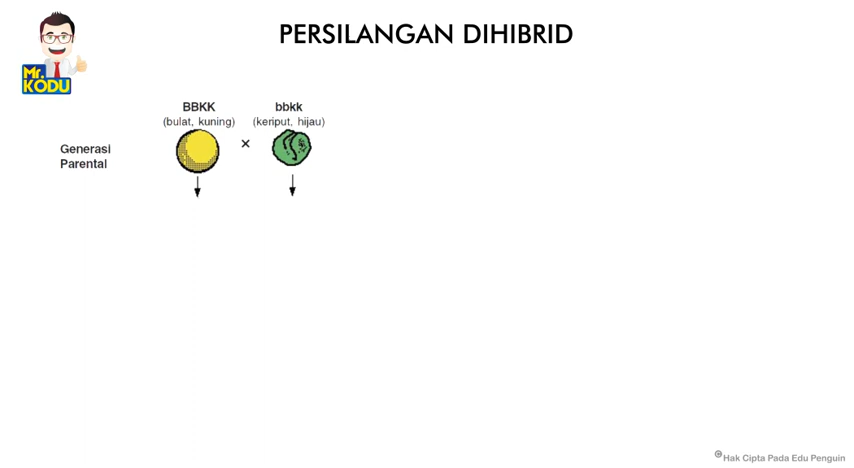 PERSILANGAN DIHIBRID
Mr.
KODU
BBKK
bbkk
(bulat, kuning)
(keriput, hijau)
Generasi
Parental
×
© Hak Cipta Pada Edu Penguin